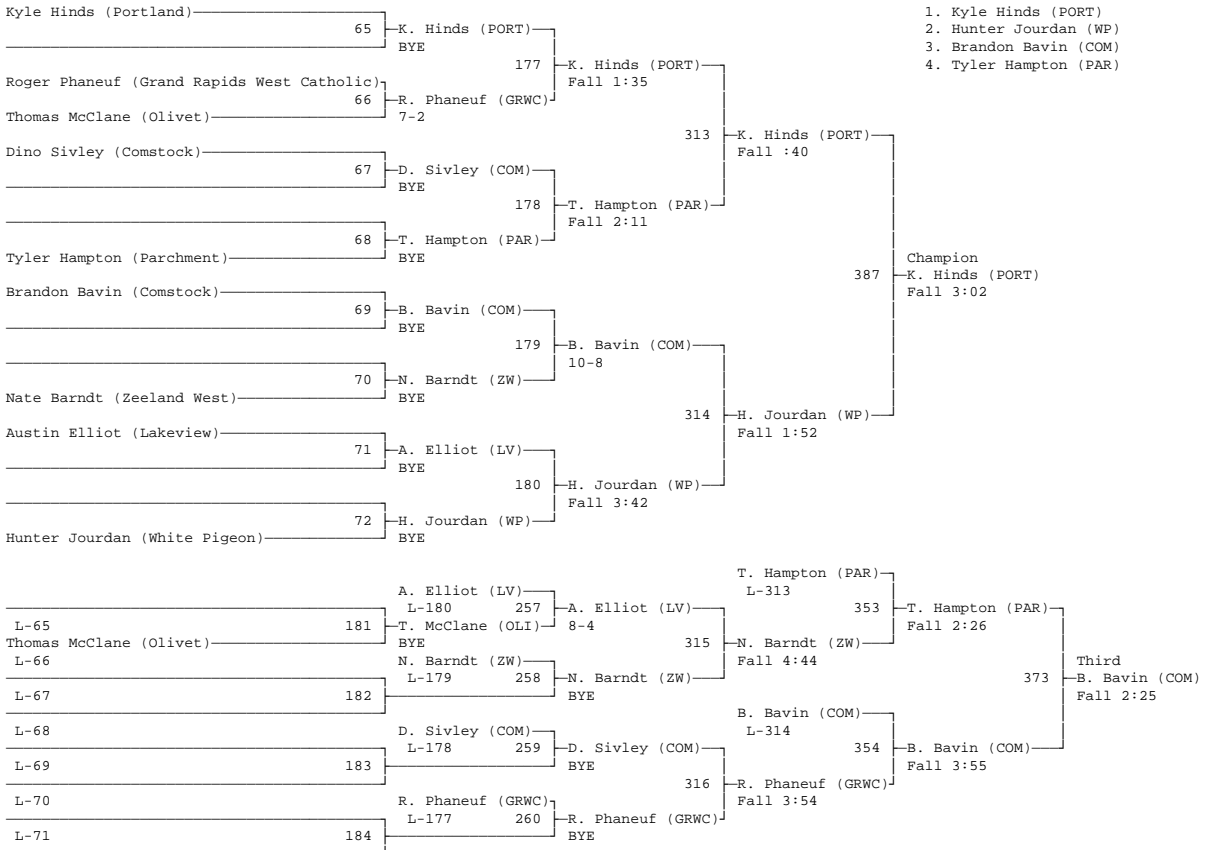 Kyle Hinds (Portland)
1. Kyle Hinds (PORT)
65 K. Hinds (PORT)
2. Hunter Jourdan (WP)
BYE
3. Brandon Bavin (COM)
177 K. Hinds (PORT)
4. Tyler Hampton (PAR)
Roger Phaneuf (Grand Rapids West Catholic)
Fall 1:35
66 R. Phaneuf (GRWC)
Thomas McClane (Olivet)
7-2
313 K. Hinds (PORT)
Dino Sivley (Comstock)
Fall :40
67 D. Sivley (COM)
BYE
178 T. Hampton (PAR)
Fall 2:11
68 T. Hampton (PAR)
Tyler Hampton (Parchment)
BYE
Champion
387 K. Hinds (PORT)
Brandon Bavin (Comstock)
Fall 3:02
69 B. Bavin (COM)
BYE
179 B. Bavin (COM)
10-8
70 N. Barndt (ZW)
Nate Barndt (Zeeland West)
BYE
314 H. Jourdan (WP)
Austin Elliot (Lakeview)
Fall 1:52
71 A. Elliot (LV)
BYE
180 H. Jourdan (WP)
Fall 3:42
72 H. Jourdan (WP)
Hunter Jourdan (White Pigeon)
BYE
T. Hampton (PAR)
A. Elliot (LV)
L-313
L-180 257 A. Elliot (LV)
353 T. Hampton (PAR)
L-65
181 T. McClane (OLI)
8-4
Fall 2:26
Thomas McClane (Olivet)
BYE
315 N. Barndt (ZW)
L-66
N. Barndt (ZW)
Fall 4:44
Third
L-179 258 N. Barndt (ZW)
373 B. Bavin (COM)
L-67
182
BYE
Fall 2:25
B. Bavin (COM)
L-68
D. Sivley (COM)
L-314
L-178 259 D. Sivley (COM)
354 B. Bavin (COM)
L-69
183
BYE
Fall 3:55
316 R. Phaneuf (GRWC)
L-70
R. Phaneuf (GRWC)
Fall 3:54
L-177 260 R. Phaneuf (GRWC)
L-71
184
BYE